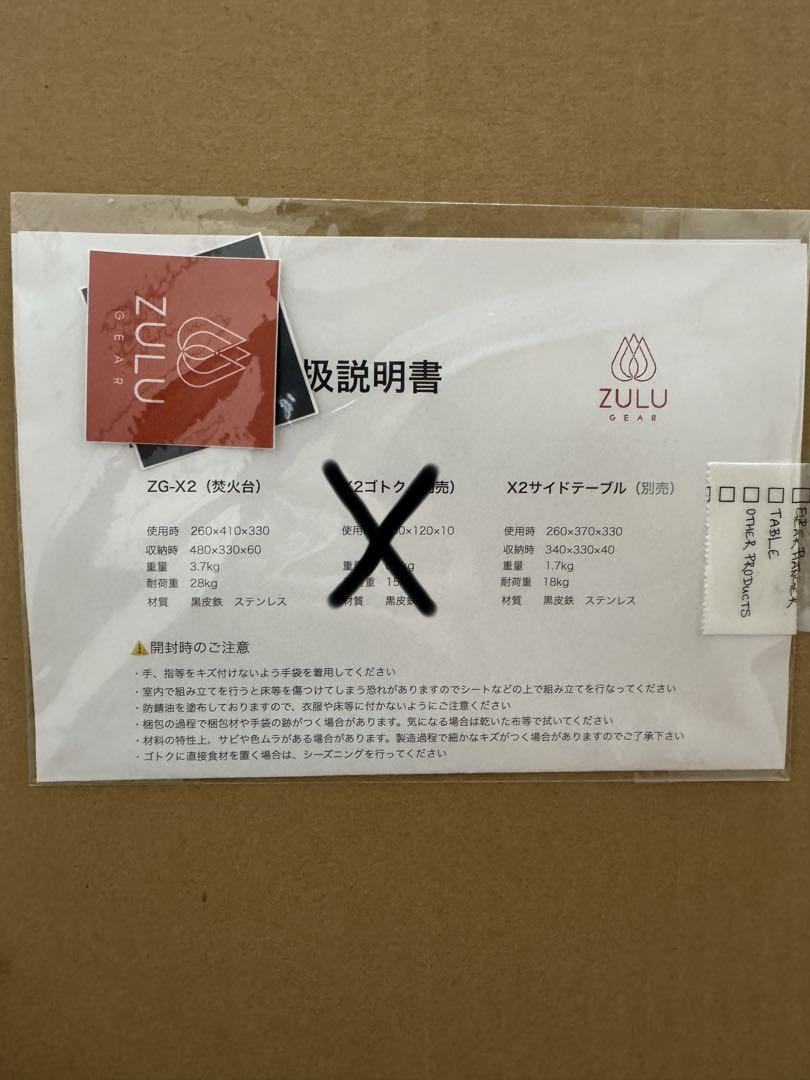 ZULU
GEAR
扱説明書
ZULU
GEAR
ZG-X2（焚火台）
使用時 260×410×330
収納時 480×330×60
重量 3.7kg
耐荷重 28kg
材質 黒皮鉄 ステンレス
2ゴトク 売）
0×120×10
kg
重 15
材質 黒皮鉄
X2サイドテーブル（別売）
使用時 260×370×330
収納時 340×330×40
重量 1.7kg
耐荷重 18kg
材質 黒皮鉄 ステンレス
TABLE
OTHER PRODUCTS
⚠開封時のご注意
・手、指等をキズ付けないよう手袋を着用してください
・室内で組み立てを行うと床等を傷つけてしまう恐れがありますのでシートなどの上で組み立てを行なってください
・防錆油を塗布しておりますので、衣服や床等に付かないようにご注意ください
・梱包の過程で梱包材や手袋の跡がつく場合があります。気になる場合は乾いた布等で拭いてください
・材料の特性上、サビや色ムラがある場合があります。製造過程で細かなキズがつく場合がありますのでご了承下さい
・ゴトクに直接食材を置く場合は、シーズニングを行ってください